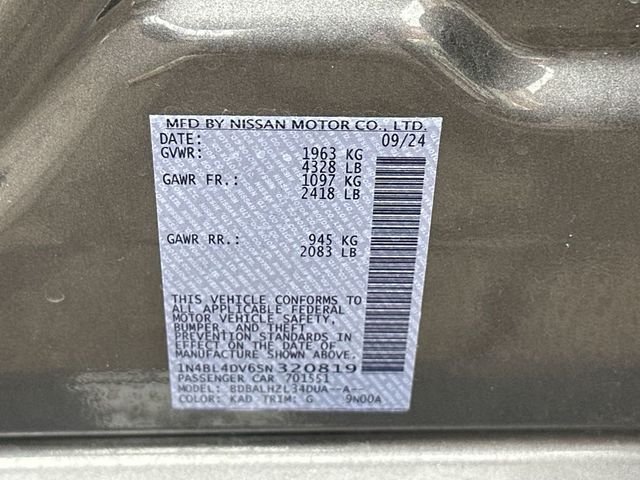 MFD BY NISSAN MOTOR CO., LTD.
DATE: 09/24
GVWR: 1963 KG
4328 LB
GAWR FR.: 1097 KG
2418 LB
GAWR RR.: 945 KG
2083 LB
THIS VEHICLE CONFORMS TO
ALL APPLICABLE FEDERAL
MOTOR VEHICLE SAFETY,
BUMPER, AND THEFT
PREVENTION STANDARDS IN
EFFECT ON THE DATE OF
MANUFACTURE SHOWN ABOVE.
1N4BL4DV6SN320819
PASSENGER CAR 701551
MODEL: BDBALHZL34DUA--A--
COLOR: KAD TRIM: G 9N00A